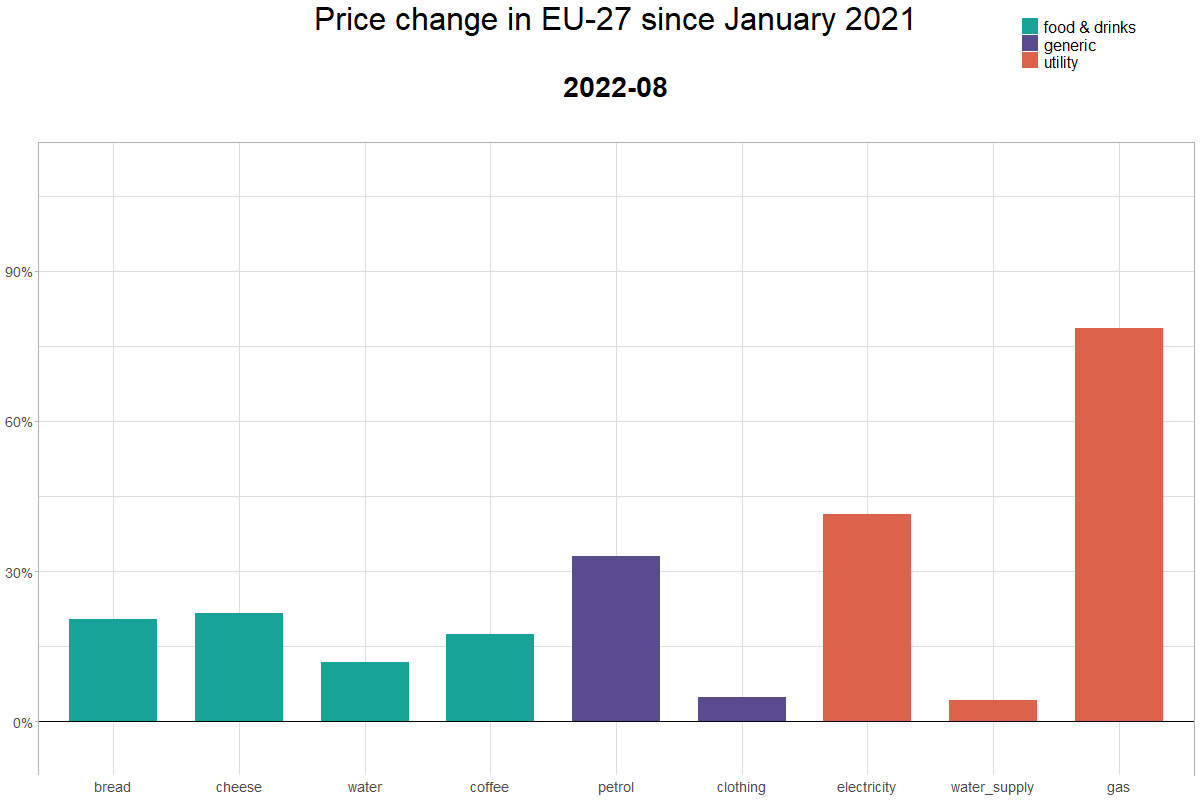 Price change in EU-27 since January 2021
food & drinks
generic
utility
2022-08
90%
60%
30%
0%
bread cheese water coffee petrol clothing electricity water_supply gas